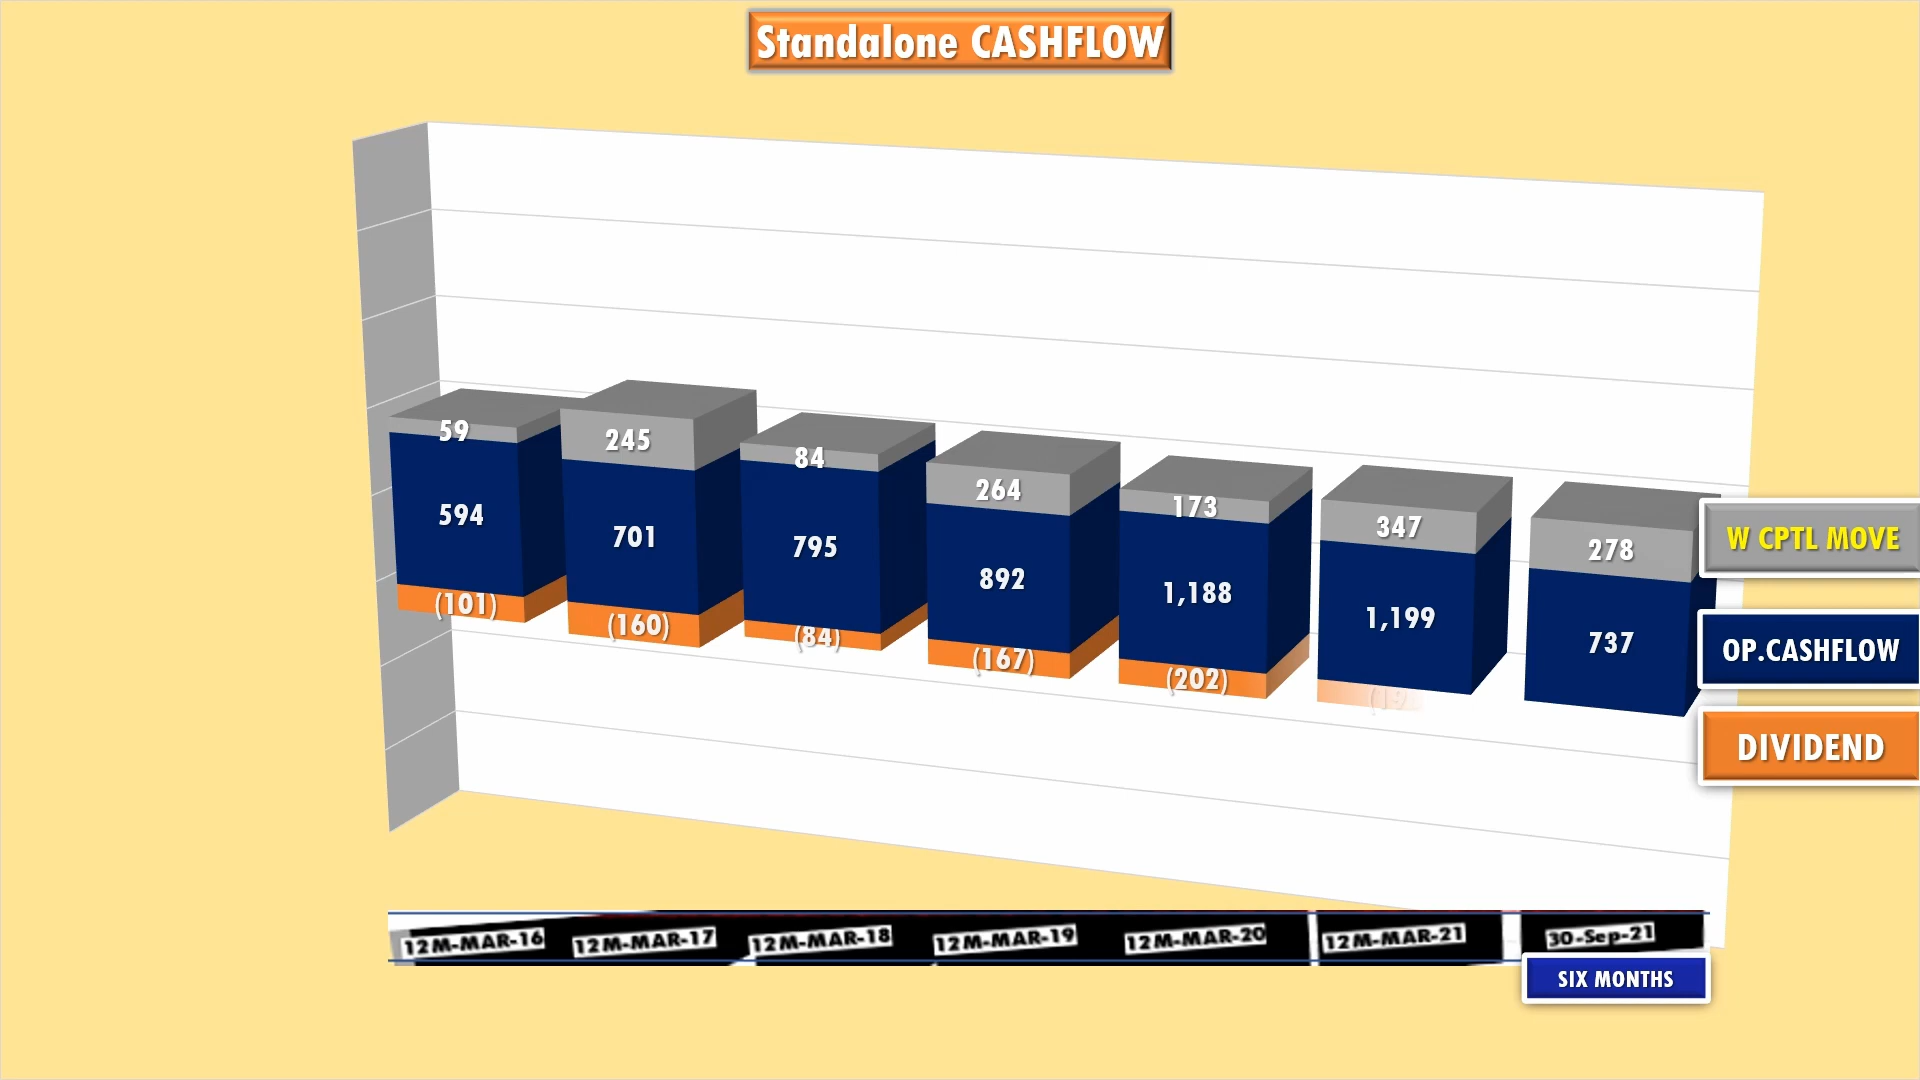 Standalone CASHFLOW
59
245
84
264
173
347
278
594
701
795
892
1,188
1,199
737
(101)
(160)
(84)
(167)
(202)
W CPTL MOVE
OP.CASHFLOW
DIVIDEND
12M-MAR-16
12M-MAR-17
12M-MAR-18
12M-MAR-19
12M-MAR-20
12M-MAR-21
30-Sep-21
SIX MONTHS